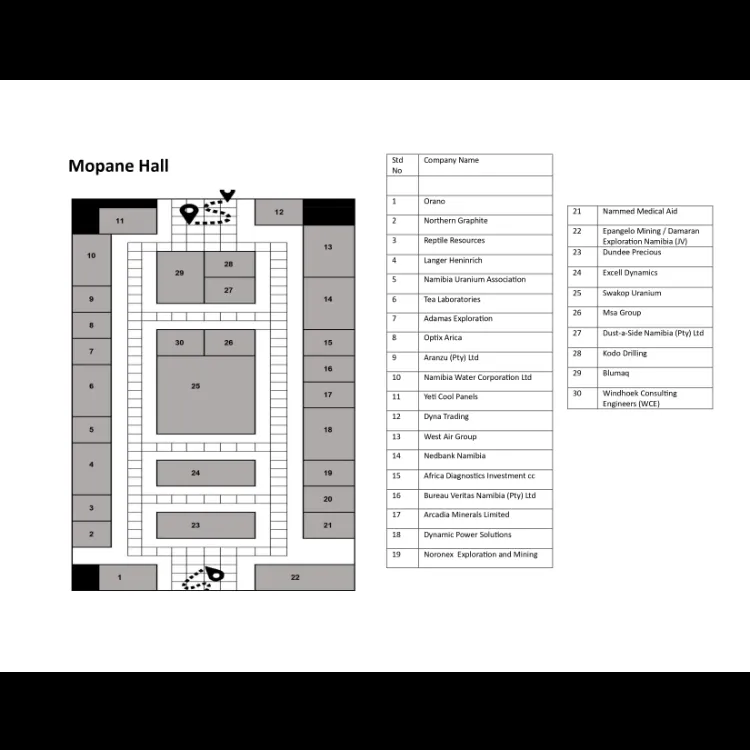 Mopane Hall
11
12
10
13
28
29
27
9
14
8
7
30
26
15
16
6
25
17
5
18
4
24
19
3
20
23
21
2
1
22
Std No Company Name
1 Orano
2 Northern Graphite
3 Reptile Resources
4 Langer Heninrich
5 Namibia Uranium Association
6 Tea Laboratories
7 Adamas Exploration
8 Optix Arica
9 Aranzu (Pty) Ltd
10 Namibia Water Corporation Ltd
11 Yeti Cool Panels
12 Dyna Trading
13 West Air Group
14 Nedbank Namibia
15 Africa Diagnostics Investment cc
16 Bureau Veritas Namibia (Pty) Ltd
17 Arcadia Minerals Limited
18 Dynamic Power Solutions
19 Noronex Exploration and Mining
21 Nammed Medical Aid
22 Epangelo Mining / Damaran
Exploration Namibia (JV)
23 Dundee Precious
24 Excell Dynamics
25 Swakop Uranium
26 Msa Group
27 Dust-a-Side Namibia (Pty) Ltd
28 Kodo Drilling
29 Blumaq
30 Windhoek Consulting
Engineers (WCE)